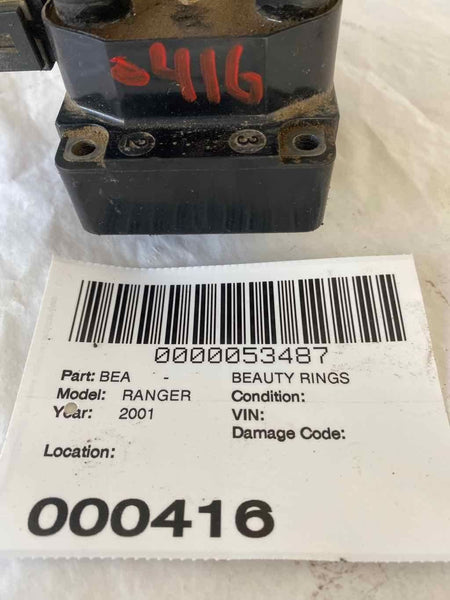 0416
2 3
0000053487
Part: BEA - BEAUTY RINGS
Model: RANGER Condition:
Year: 2001 VIN:
Damage Code:
Location:
000416